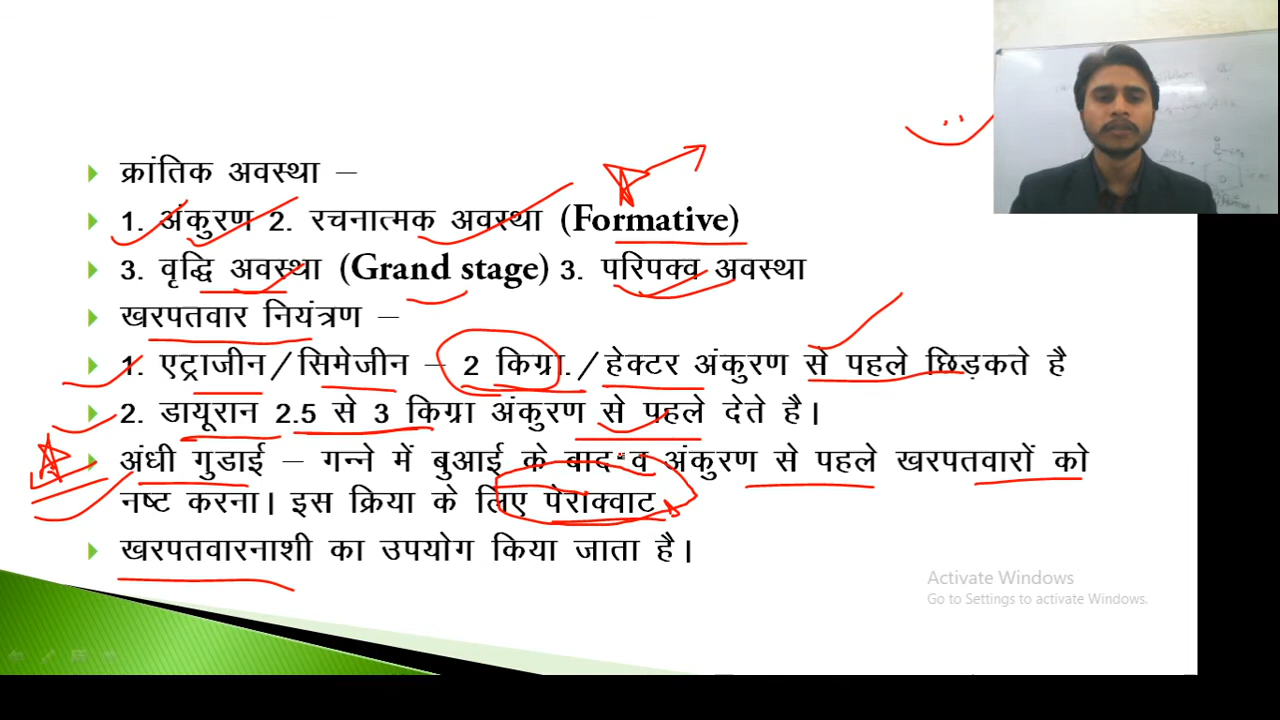 क्रांतिक अवस्था –
1. अंकुरण 2. रचनात्मक अवस्था (Formative)
3. वृद्धि अवस्था (Grand stage) 3. परिपक्व अवस्था
खरपतवार नियंत्रण –
1. एट्राजीन/सिमेजीन – 2 किग्रा./हेक्टर अंकुरण से पहले छिड़कते है
2. डायूरान 2.5 से 3 किग्रा अंकुरण से पहले देते है।
अंधी गुडाई – गन्ने में बुआई के बाद व अंकुरण से पहले खरपतवारों को
नष्ट करना। इस क्रिया के लिए पेराक्वाट
खरपतवारनाशी का उपयोग किया जाता है।
Activate Windows
Go to Settings to activate Windows.